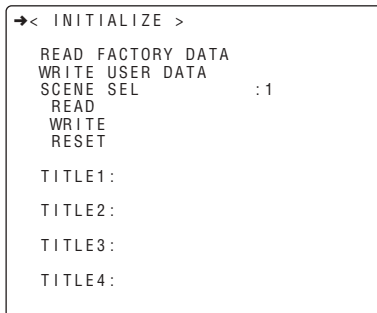 ➔< INITIALIZE >
READ FACTORY DATA
WRITE USER DATA
SCENE SEL :1
READ
WRITE
RESET
TITLE1:
TITLE2:
TITLE3:
TITLE4: